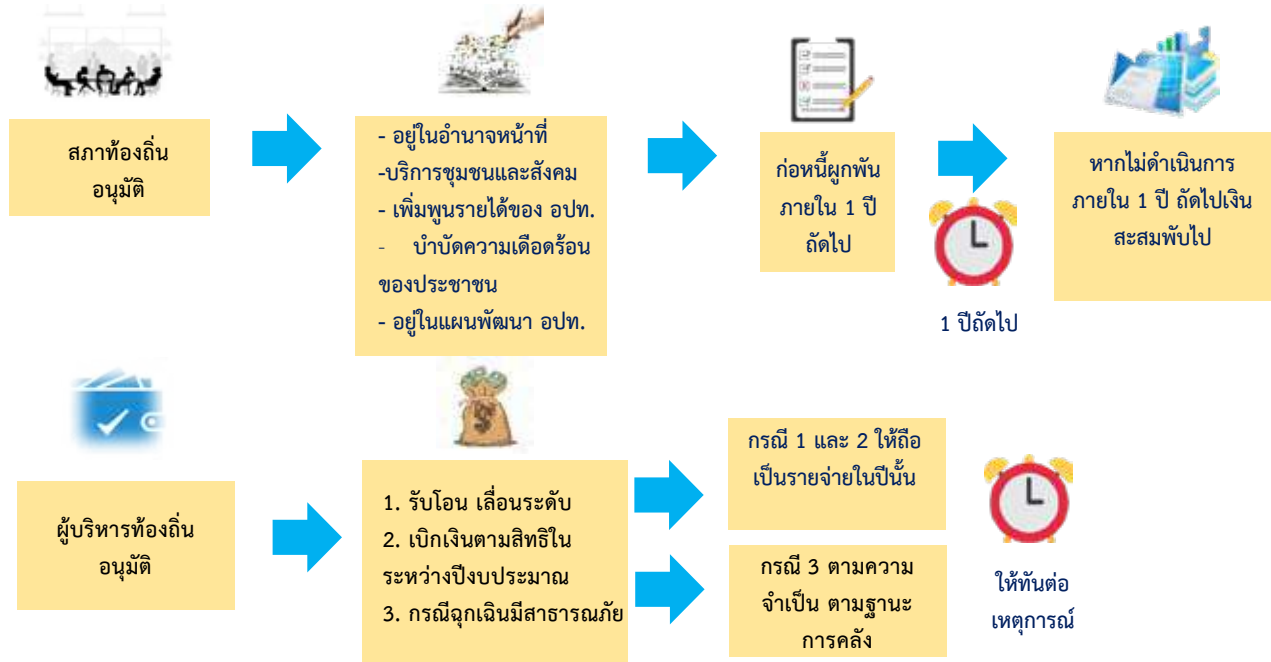 สภาท้องถิ่น
อนุมัติ
- อยู่ในอำนาจหน้าที่
-บริการชุมชนและสังคม
- เพิ่มพูนรายได้ของ อปท.
- บำบัดความเดือดร้อน
ของประชาชน
- อยู่ในแผนพัฒนา อปท.
ก่อหนี้ผูกพัน
ภายใน 1 ปี
ถัดไป
1 ปีถัดไป
หากไม่ดำเนินการ
ภายใน 1 ปี ถัดไปเงิน
สะสมพับไป
ผู้บริหารท้องถิ่น
อนุมัติ
1. รับโอน เลื่อนระดับ
2. เบิกเงินตามสิทธิใน
ระหว่างปีงบประมาณ
3. กรณีฉุกเฉินมีสาธารณภัย
กรณี 1 และ 2 ให้ถือ
เป็นรายจ่ายในปีนั้น
กรณี 3 ตามความ
จำเป็น ตามฐานะ
การคลัง
ให้ทันต่อ
เหตุการณ์